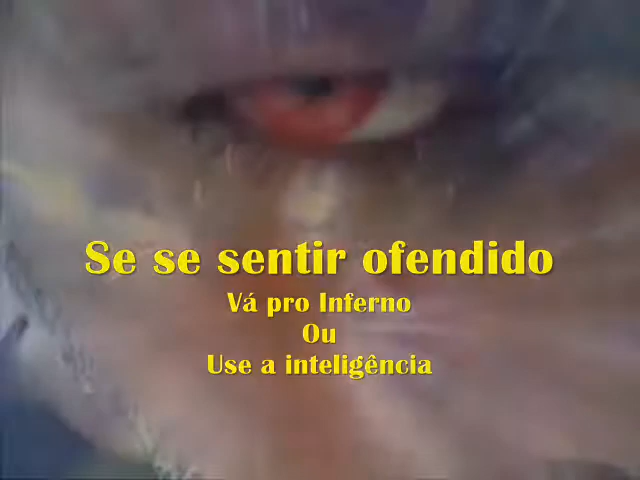 Se se sentir ofendido
Vá pro Inferno
Ou
Use a inteligência